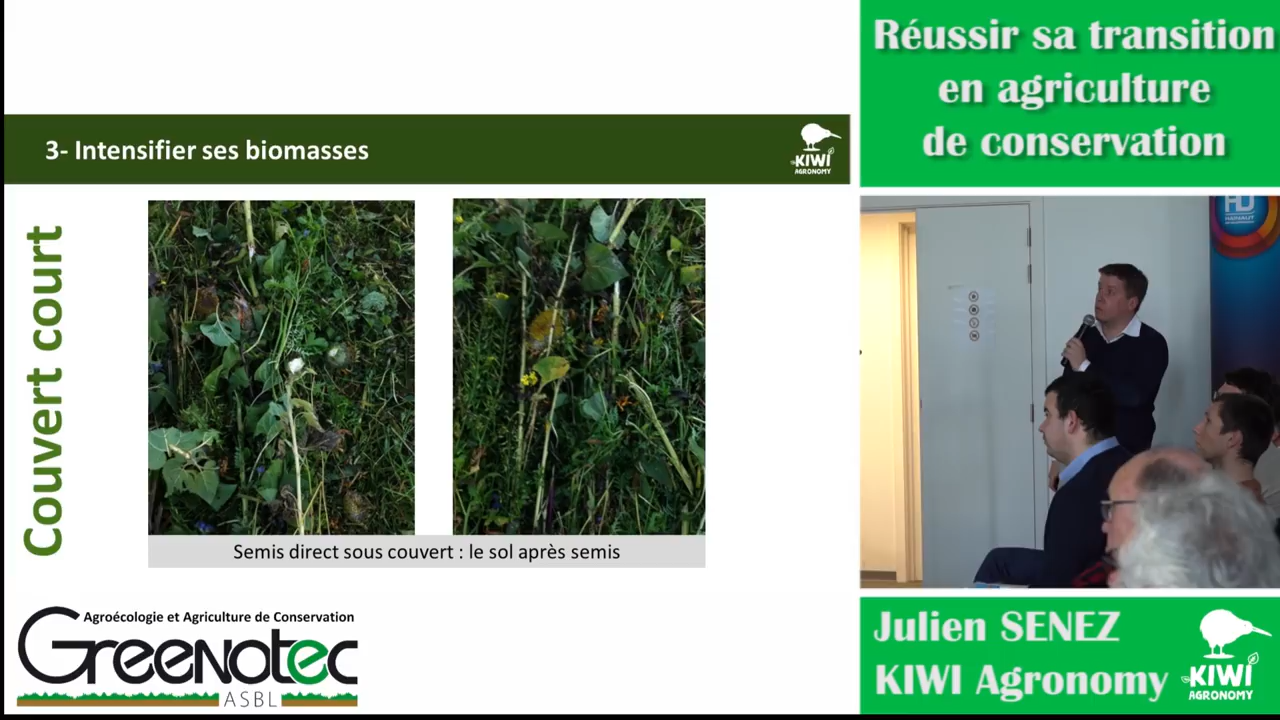 Réussir sa transition
en agriculture
de conservation
3- Intensifier ses biomasses
KIWI
AGRONOMY
Couvert court
Semis direct sous couvert : le sol après semis
Agroécologie et Agriculture de Conservation
GREENOTEC
ASBL
HD
Julien SENEZ
KIWI Agronomy
KIWI
AGRONOMY